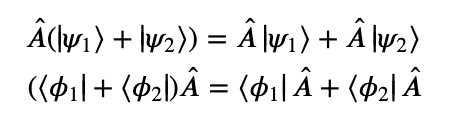 Â(|ψ₁⟩ + |ψ₂⟩) = Â|ψ₁⟩ + Â|ψ₂⟩
(⟨ϕ₁| + ⟨ϕ₂|)Â = ⟨ϕ₁|Â + ⟨ϕ₂|Â